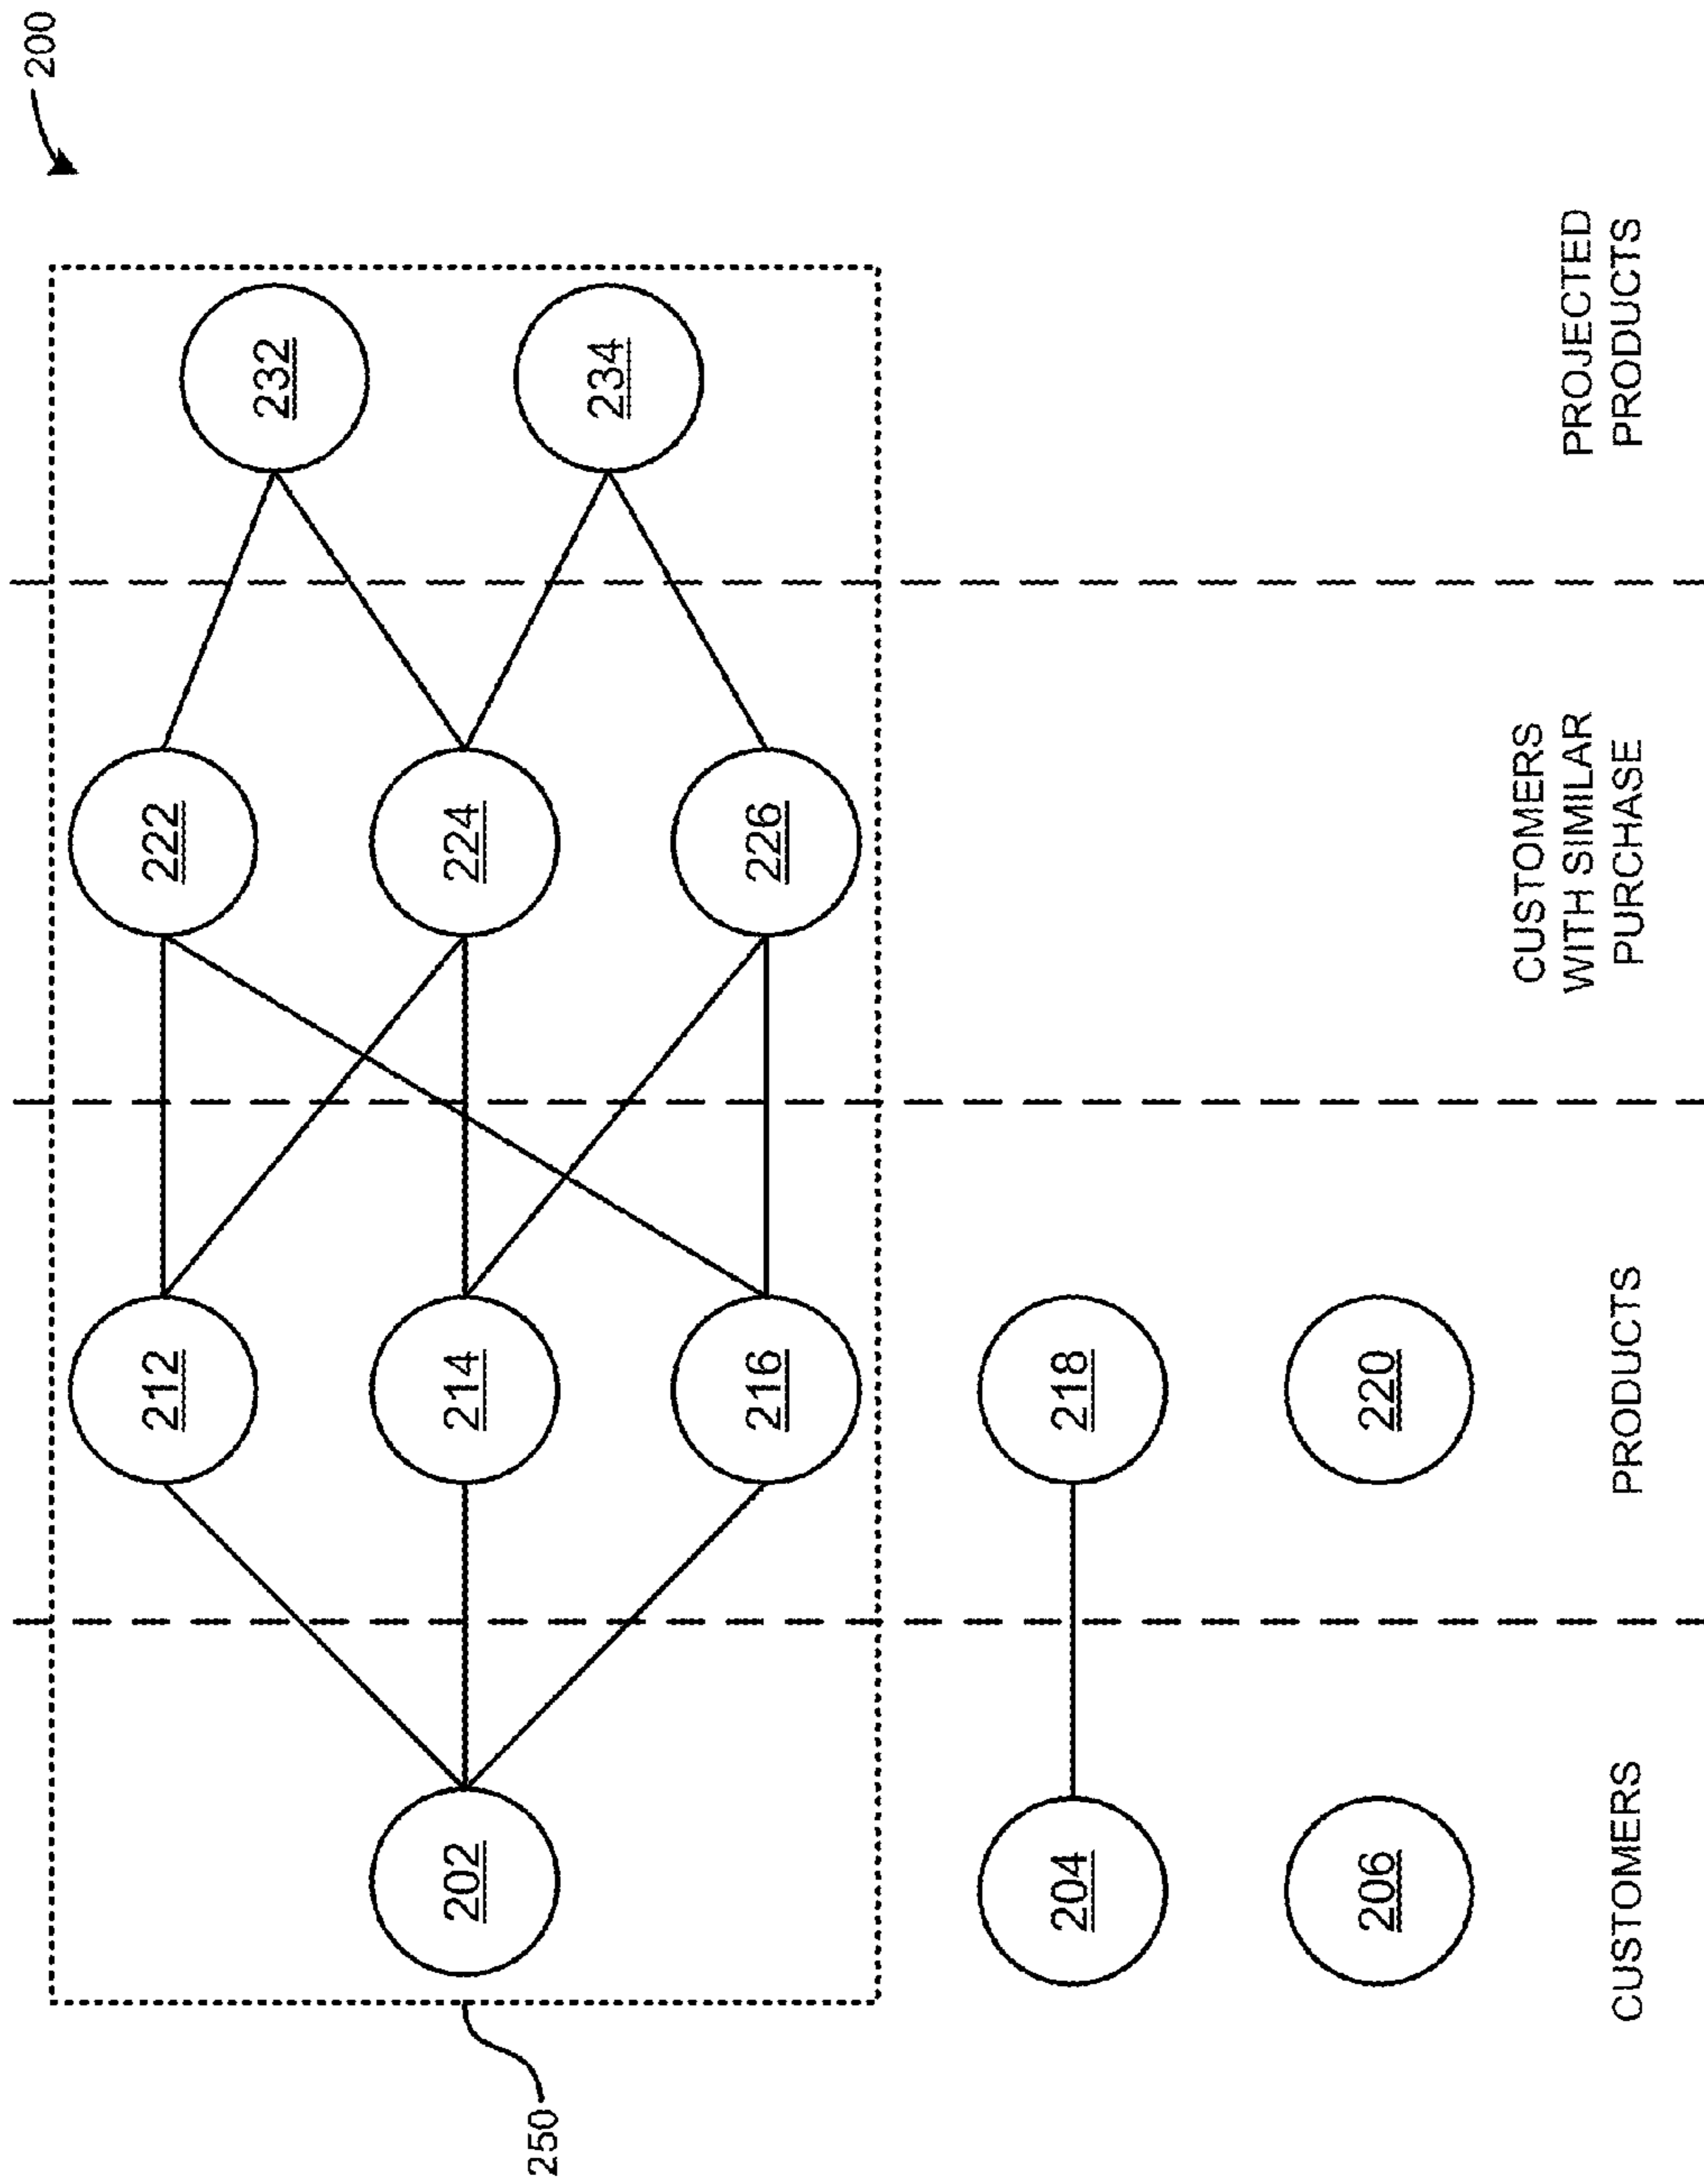 200
250
202
212
222
232
214
224
234
216
226
204
218
206
220
CUSTOMERS
PRODUCTS
CUSTOMERS
WITH SIMILAR
PURCHASE
PROJECTED
PRODUCTS